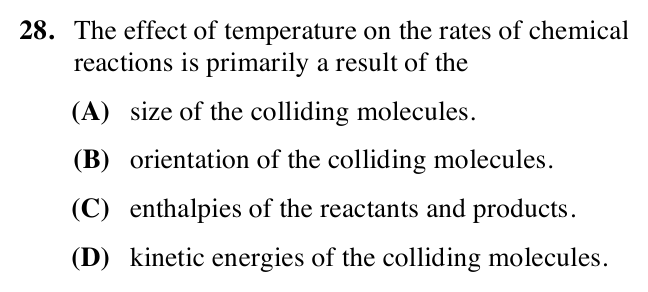 28. The effect of temperature on the rates of chemical
reactions is primarily a result of the
(A) size of the colliding molecules.
(B) orientation of the colliding molecules.
(C) enthalpies of the reactants and products.
(D) kinetic energies of the colliding molecules.